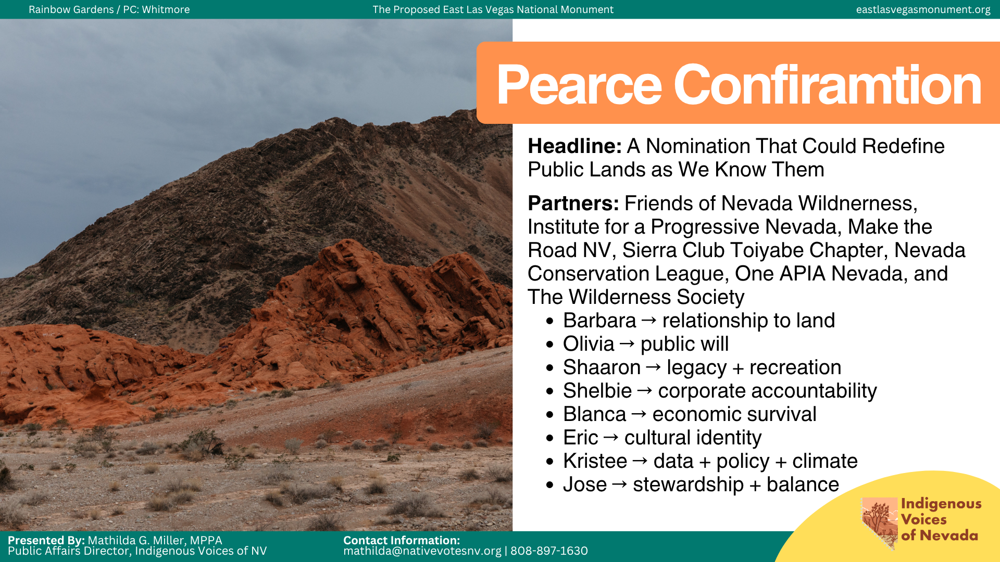 Rainbow Gardens / PC: Whitmore
The Proposed East Las Vegas National Monument
eastlasvegasmonument.org
Pearce Confiramtion
Headline: A Nomination That Could Redefine
Public Lands as We Know Them
Partners: Friends of Nevada Wildnerness,
Institute for a Progressive Nevada, Make the
Road NV, Sierra Club Toiyabe Chapter, Nevada
Conservation League, One APIA Nevada, and
The Wilderness Society
• Barbara → relationship to land
• Olivia → public will
• Shaaron → legacy + recreation
• Shelbie → corporate accountability
• Blanca → economic survival
• Eric → cultural identity
• Kristee → data + policy + climate
• Jose → stewardship + balance
Indigenous
Voices
of Nevada
Presented By: Mathilda G. Miller, MPPA
Public Affairs Director, Indigenous Voices of NV
Contact Information:
mathilda@nativevotesnv.org | 808-897-1630